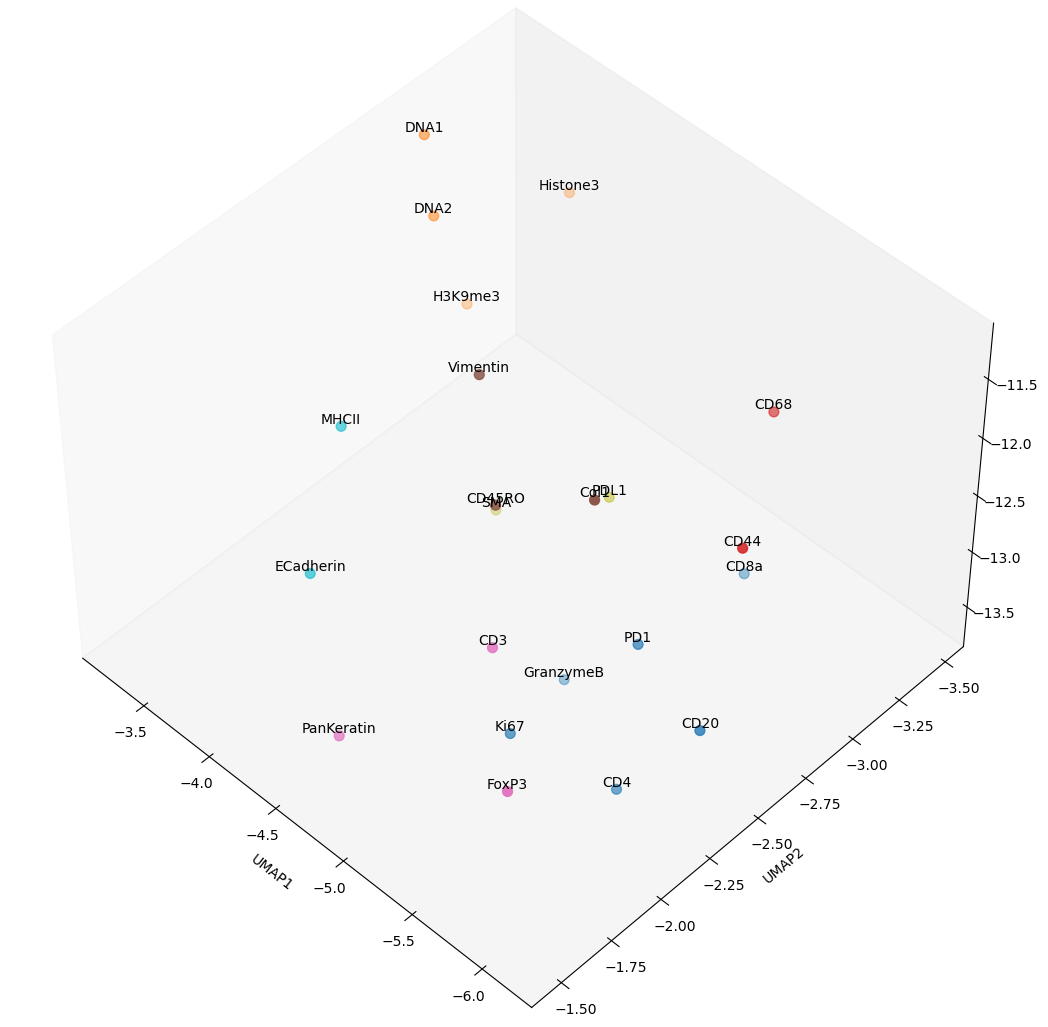 DNA1
Histone3
DNA2
H3K9me3
Vimentin
CD68
MHCII
CD45RO
SMA
Col1
PDL1
CD44
ECadherin
CD8a
CD3
PD1
GranzymeB
PanKeratin
Ki67
CD20
FoxP3
CD4
−11.5
−12.0
−12.5
−13.0
−13.5
−3.5
−4.0
−4.5
−5.0
−5.5
−6.0
UMAP1
−3.50
−3.25
−3.00
−2.75
−2.50
−2.25
−2.00
−1.75
−1.50
UMAP2